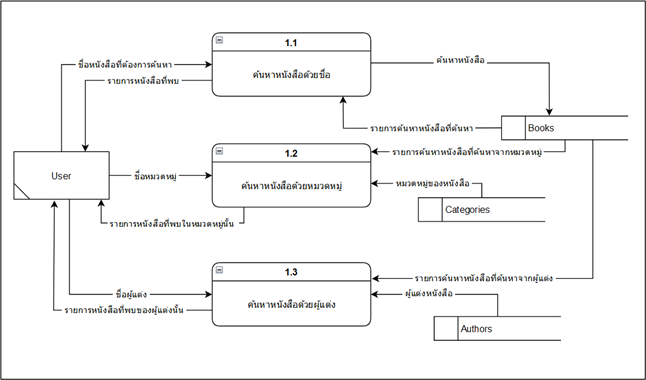 1.1
ชื่อหนังสือที่ต้องการค้นหา
ค้นหาหนังสือ
รายการหนังสือที่พบ
ค้นหาหนังสือด้วยชื่อ
รายการค้นหาหนังสือที่ค้นหา
Books
1.2
รายการค้นหาหนังสือที่ค้นหาจากหมวดหมู่
User
ชื่อหมวดหมู่
ค้นหาหนังสือด้วยหมวดหมู่
หมวดหมู่ของหนังสือ
Categories
รายการหนังสือที่พบในหมวดหมู่นั้น
1.3
รายการค้นหาหนังสือที่ค้นหาจากผู้แต่ง
ชื่อผู้แต่ง
ผู้แต่งหนังสือ
รายการหนังสือที่พบของผู้แต่งนั้น
ค้นหาหนังสือด้วยผู้แต่ง
Authors